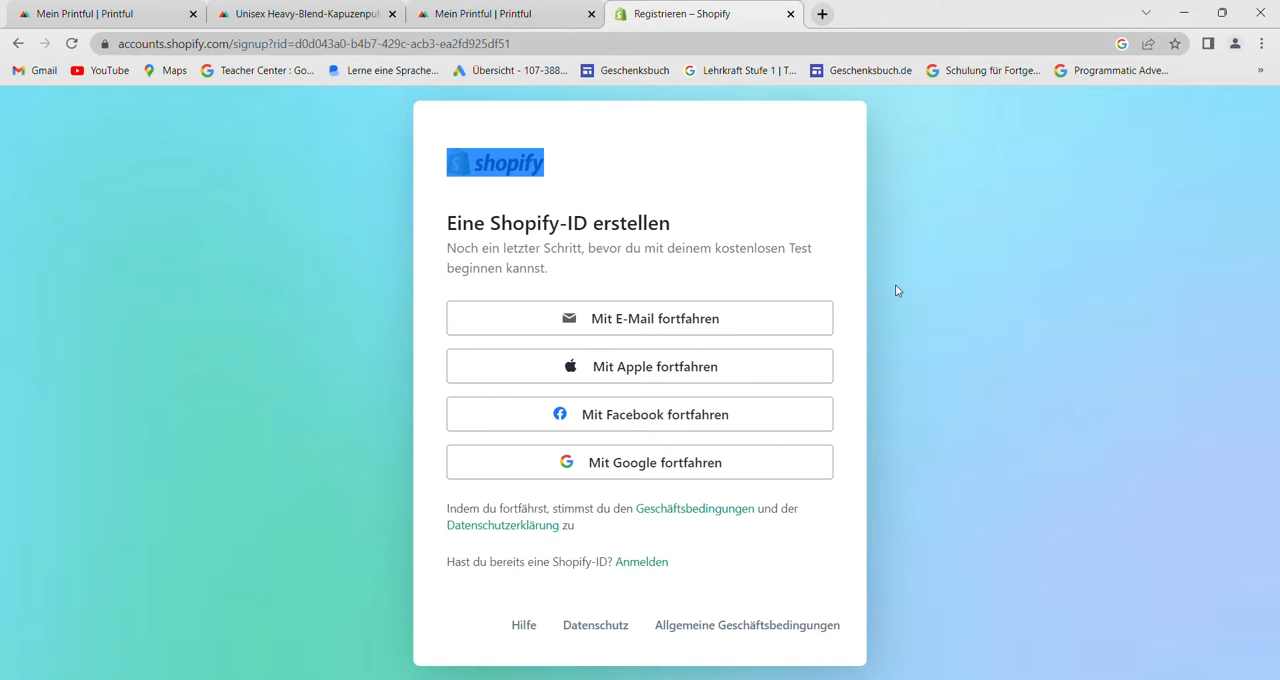 Mein Printful | Printful
Unisex Heavy-Blend-Kapuzenpul
Mein Printful | Printful
Registrieren – Shopify
accounts.shopify.com/signup?rid=d0d043a0-b4b7-429c-acb3-ea2fd925df51
Gmail
YouTube
Maps
Teacher Center : Go...
Lerne eine Sprache...
Übersicht - 107-388...
Geschenksbuch
Lehrkraft Stufe 1 | T...
Geschenksbuch.de
Schulung für Fortge...
Programmatic Adve...
»
shopify
Eine Shopify-ID erstellen
Noch ein letzter Schritt, bevor du mit deinem kostenlosen Test
beginnen kannst.
Mit E-Mail fortfahren
Mit Apple fortfahren
Mit Facebook fortfahren
Mit Google fortfahren
Indem du fortfährst, stimmst du den Geschäftsbedingungen und der
Datenschutzerklärung zu
Hast du bereits eine Shopify-ID? Anmelden
Hilfe
Datenschutz
Allgemeine Geschäftsbedingungen